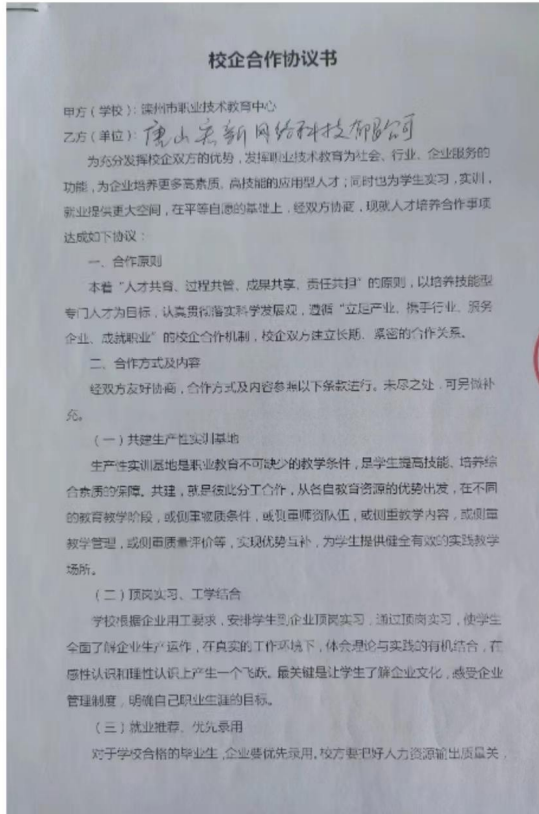 校企合作协议书
甲方（学校）：滦州市职业技术教育中心
乙方（单位）：唐山宏新网络科技有限公司
为充分发挥校企双方的优势，发挥职业技术教育为社会、行业、企业服务的
功能，为企业培养更多高素质、高技能的应用型人才；同时也为学生实习，实训，
就业提供更大空间，在平等自愿的基础上，经双方协商，现就人才培养合作事项
达成如下协议：
一、合作原则
本着“人才共育、过程共管、成果共享、责任共担”的原则，以培养技能型
专门人才为目标，认真贯彻落实科学发展观，遵循“立足产业、携手行业、服务
企业、成就职业”的校企合作机制，校企双方建立长期、紧密的合作关系。
二、合作方式及内容
经双方友好协商，合作方式及内容参照以下条款进行。未尽之处，可另做补
充。
（一）共建生产性实训基地
生产性实训基地是职业教育不可缺少的教学条件，是学生提高技能、培养综
合素质的保障。共建，就是彼此分工合作，从各自教育资源的优势出发，在不同
的教育教学阶段，或侧重物质条件，或侧重师资队伍，或侧重教学内容，或侧重
教学管理，或侧重质量评价等，实现优势互补，为学生提供健全有效的实践教学
场所。
（二）顶岗实习、工学结合
学校根据企业用工要求，安排学生到企业顶岗实习，通过顶岗实习，使学生
全面了解企业生产运作，在真实的工作环境下，体会理论与实践的有机结合，在
感性认识和理性认识上产生一个飞跃。最关键是让学生了解企业文化，感受企业
管理制度，明确自己职业生涯的目标。
（三）就业推荐、优先录用
对于学校合格的毕业生，企业要优先录用，校方要把好人力资源输出质量关，